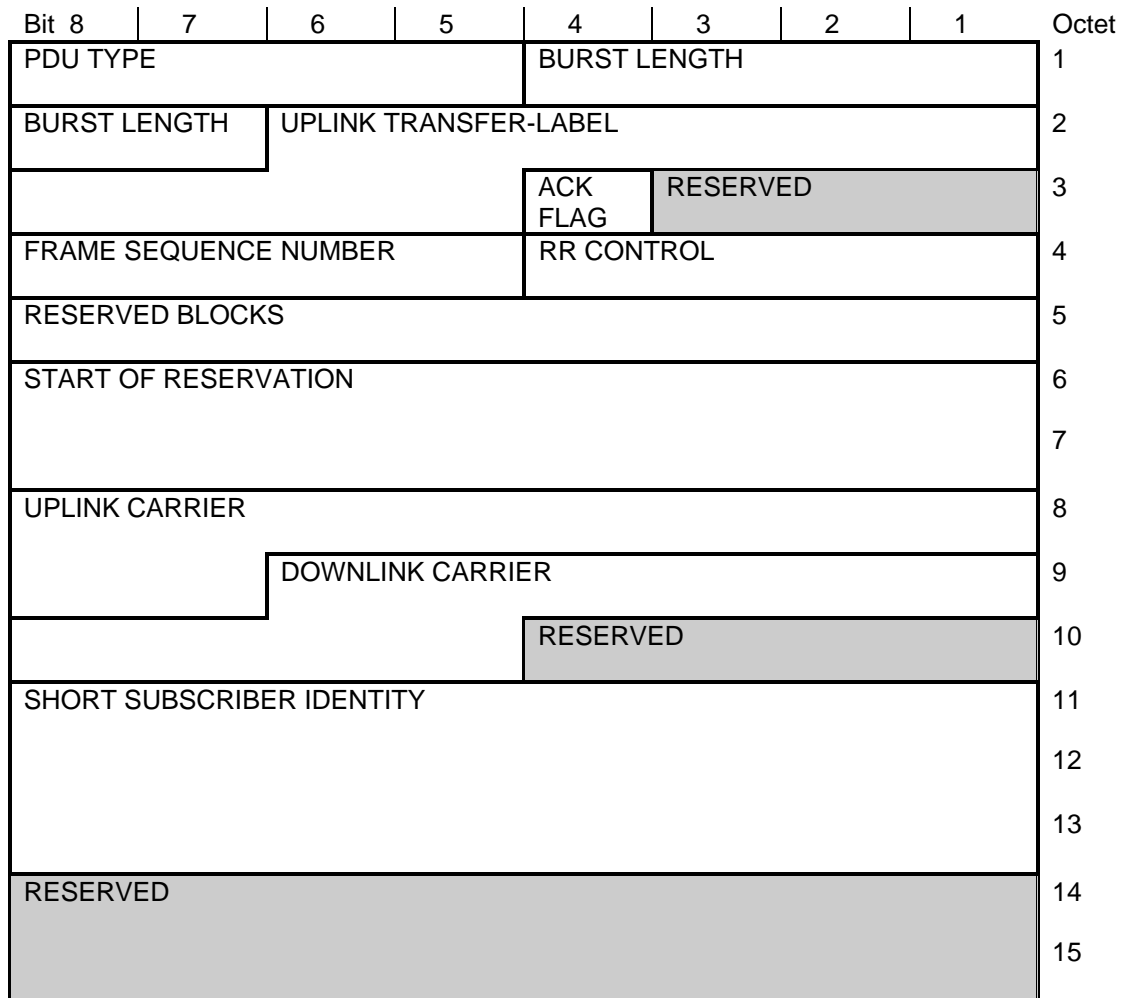 Bit 8 7 6 5 4 3 2 1 Octet
PDU TYPE BURST LENGTH 1
BURST LENGTH UPLINK TRANSFER-LABEL 2
ACK RESERVED 3
FLAG
FRAME SEQUENCE NUMBER RR CONTROL 4
RESERVED BLOCKS 5
START OF RESERVATION 6
7
UPLINK CARRIER 8
DOWNLINK CARRIER 9
RESERVED 10
SHORT SUBSCRIBER IDENTITY 11
12
13
RESERVED 14
15